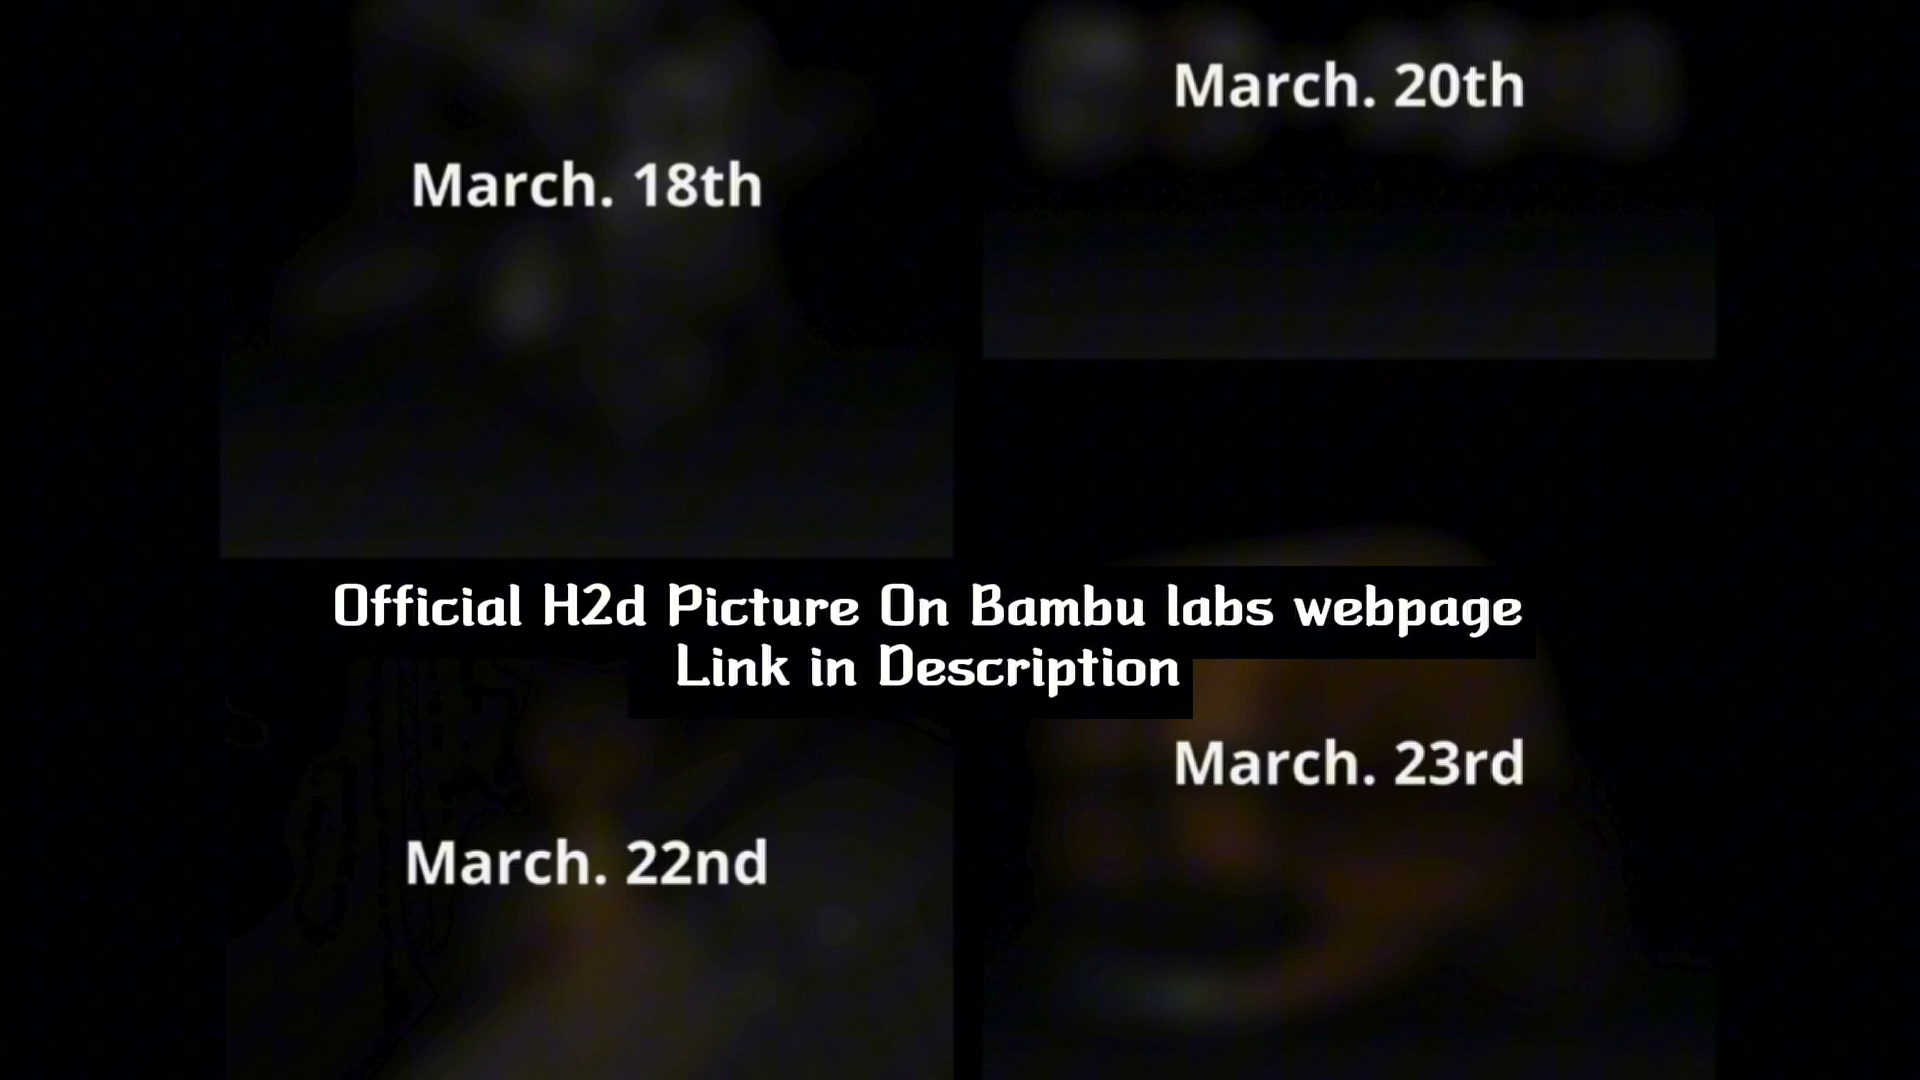 March. 20th
March. 18th
Official H2d Picture On Bambu labs webpage
Link in Description
March. 23rd
March. 22nd